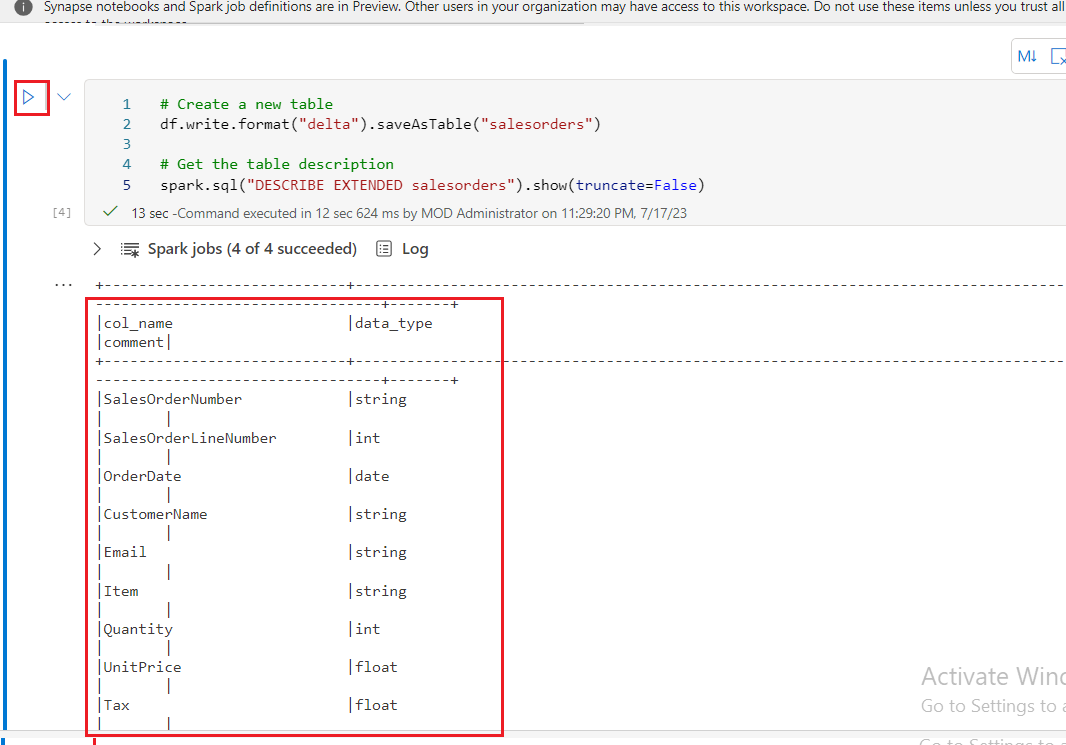 Synapse notebooks and Spark job definitions are in Preview. Other users in your organization may have access to this workspace. Do not use these items unless you trust all
M↓
1 # Create a new table
2 df.write.format("delta").saveAsTable("salesorders")
3
4 # Get the table description
5 spark.sql("DESCRIBE EXTENDED salesorders").show(truncate=False)
[4] 13 sec -Command executed in 12 sec 624 ms by MOD Administrator on 11:29:20 PM, 7/17/23
Spark jobs (4 of 4 succeeded) Log
... +----------------------------+-----------------------------------------------------------------------------------
---------------------------------+-------+
|col_name |data_type
|comment|
+----------------------------+-----------------------------------------------------------------------------------
---------------------------------+-------+
|SalesOrderNumber |string
| |
|SalesOrderLineNumber |int
| |
|OrderDate |date
| |
|CustomerName |string
| |
|Email |string
| |
|Item |string
| |
|Quantity |int
| |
|UnitPrice |float
| |
|Tax |float
| |
Activate Wind
Go to Settings to a